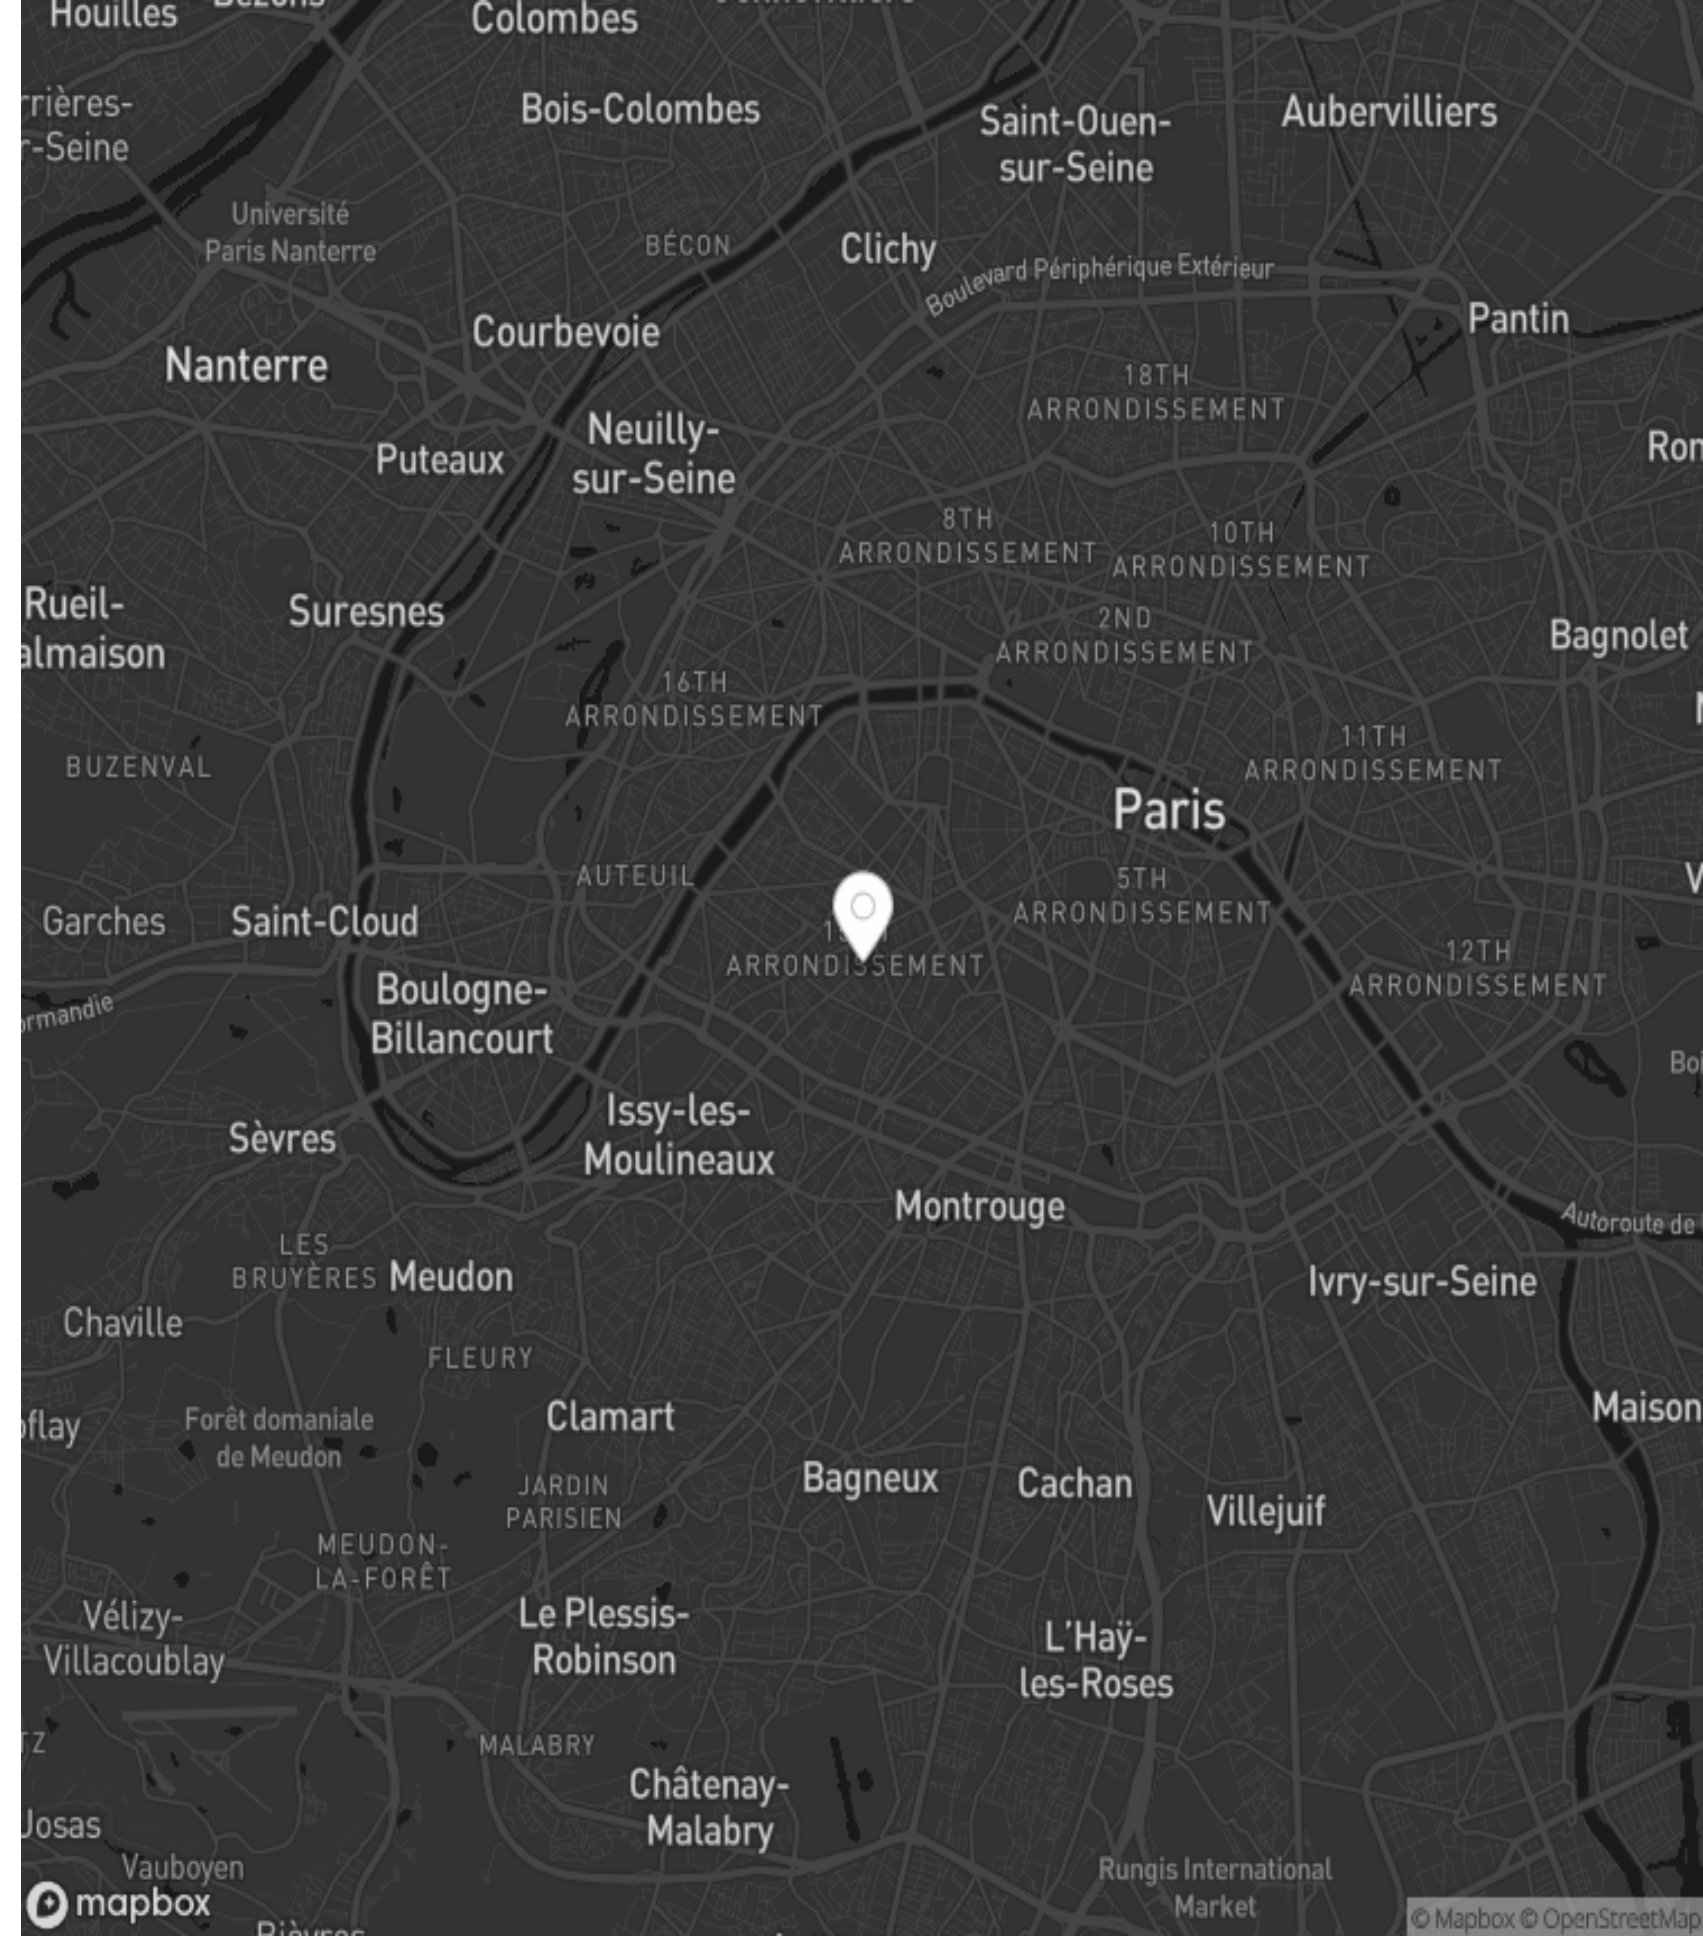 Houilles
Colombes
Bois-Colombes
Saint-Ouen-
sur-Seine
Aubervilliers
r-Seine
Université
Paris Nanterre
BÉCON
Clichy
Boulevard Périphérique Extérieur
Pantin
Courbevoie
Nanterre
18TH
ARRONDISSEMENT
Neuilly-
sur-Seine
Puteaux
8TH
ARRONDISSEMENT
10TH
ARRONDISSEMENT
Rueil-
almaison
Suresnes
2ND
ARRONDISSEMENT
Bagnolet
16TH
ARRONDISSEMENT
BUZENVAL
11TH
ARRONDISSEMENT
Paris
AUTEUIL
5TH
ARRONDISSEMENT
Garches
Saint-Cloud
ARRONDISSEMENT
12TH
ARRONDISSEMENT
ormandie
Boulogne-
Billancourt
Boi
Issy-les-
Moulineaux
Sèvres
Montrouge
Autoroute de
LES
BRUYÈRES
Meudon
Ivry-sur-Seine
Chaville
FLEURY
Maison
oflay
Forêt domaniale
de Meudon
Clamart
Bagneux
Cachan
Villejuif
JARDIN
PARISIEN
MEUDON-
LA-FORÊT
Vélizy-
Villacoublay
Le Plessis-
Robinson
L'Haÿ-
les-Roses
MALABRY
Châtenay-
Malabry
Josas
Vauboyen
Rungis International
Market
mapbox
© Mapbox © OpenStreetMap